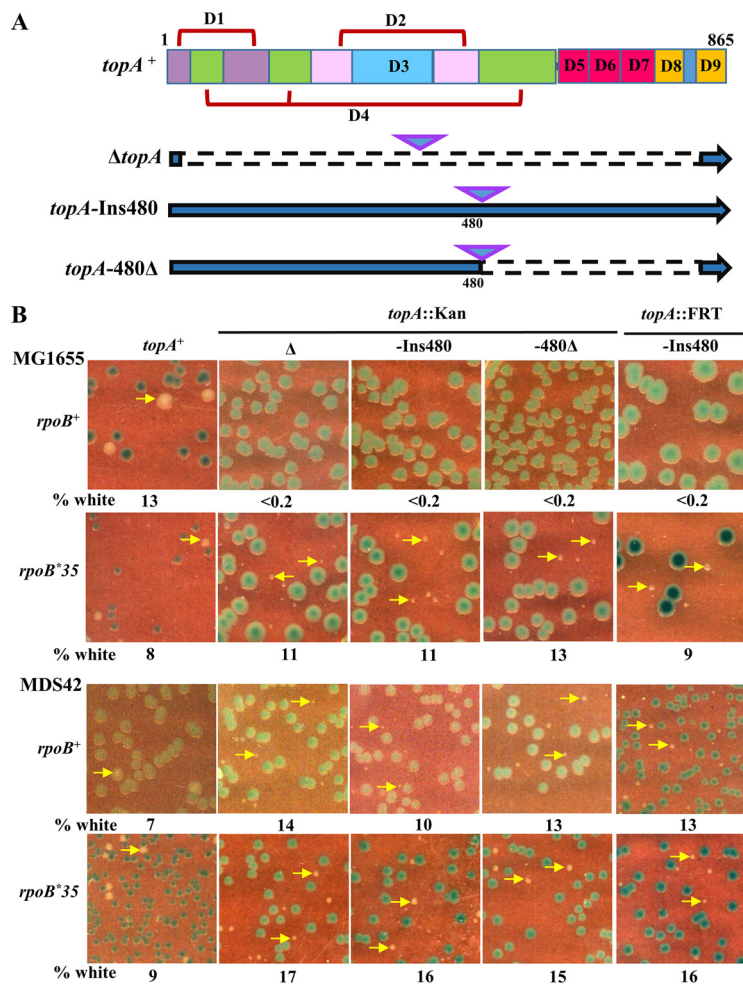 A
D1
D2
1
865
topA +
D3
D5
D6
D7
D8
D9
D4
ΔtopA
topA-Ins480
480
topA-480Δ
480
B
topA::Kan
topA::FRT
topA+
Δ
-Ins480
-480Δ
-Ins480
MG1655
rpoB+
% white
13
<0.2
<0.2
<0.2
<0.2
rpoB*35
% white
8
11
11
13
9
MDS42
rpoB+
% white
7
14
10
13
13
rpoB*35
% white
9
17
16
15
16